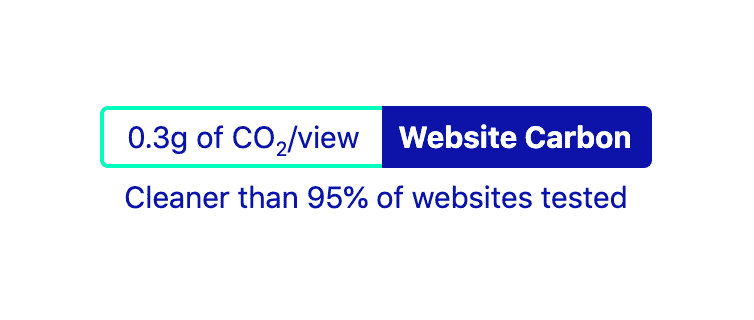 0.3g of CO₂/view Website Carbon
Cleaner than 95% of websites tested